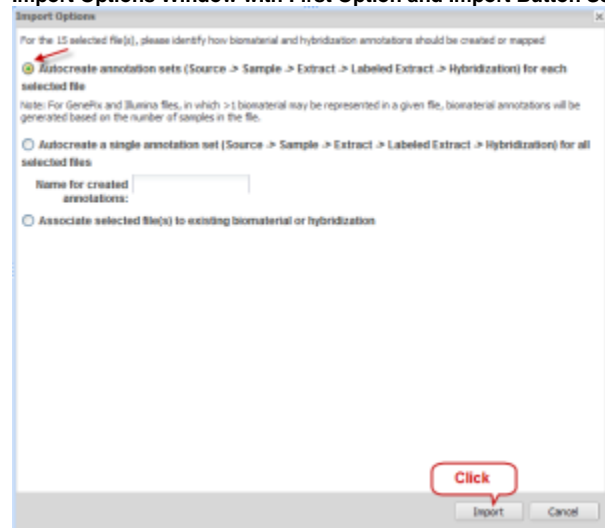 Import Options Window with First Option and Import Button Se
Import Options
For the 15 selected file(s), please identify how biomaterial and hybridization annotations should be created or mapped
Autocreate annotation sets (Source -> Sample -> Extract -> Labeled Extract -> Hybridization) for each
selected file
Note: For GenePix and Illumina files, in which >1 biomaterial may be represented in a given file, biomaterial annotations will be
generated based on the number of samples in the file.
Autocreate a single annotation set (Source -> Sample -> Extract -> Labeled Extract -> Hybridization) for all
selected files
Name for created
annotations:
Associate selected file(s) to existing biomaterial or hybridization
Click
Import Cancel